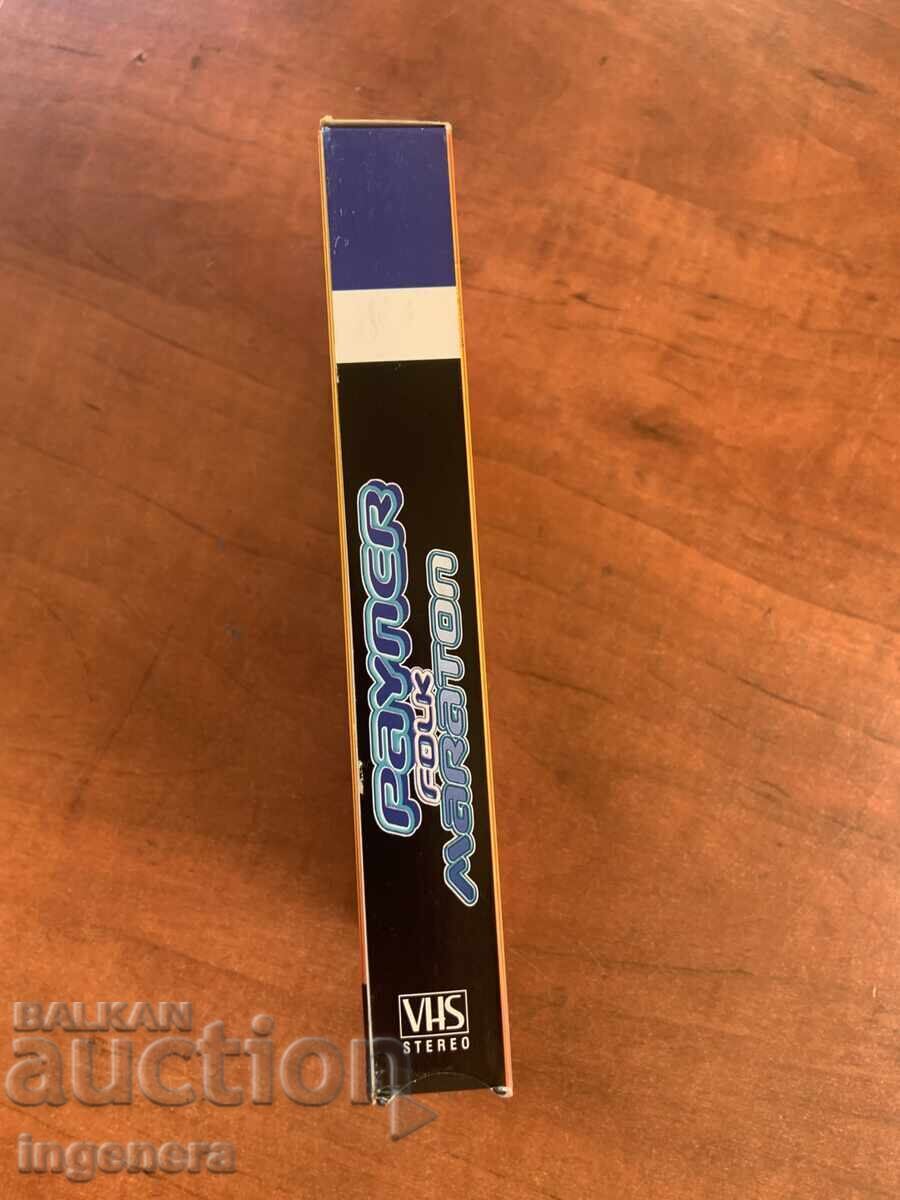 PAYNER
FOLK
MARATON
VHS
STEREO
BALKAN
auction
ingenera